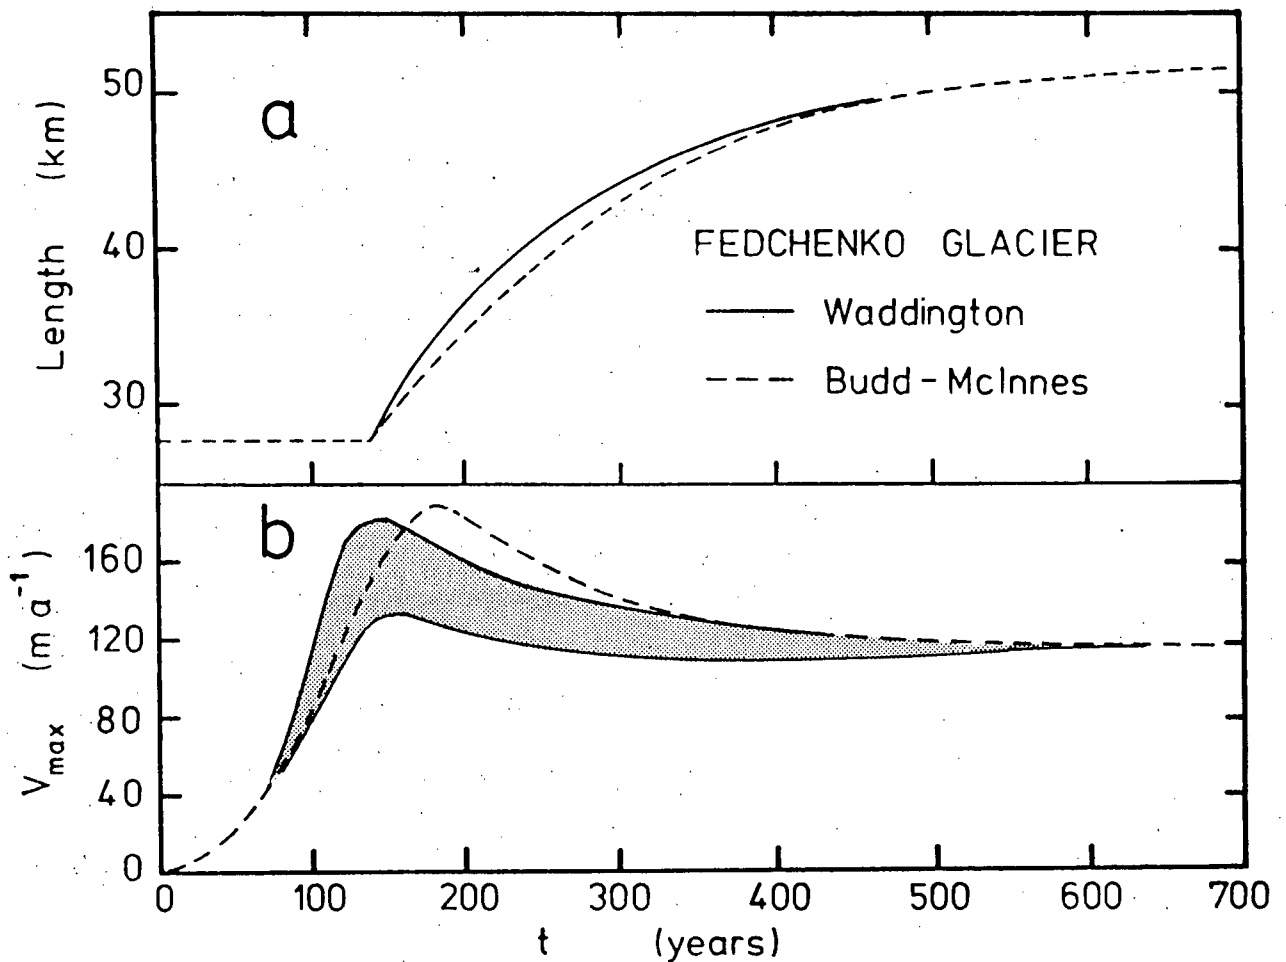 a
50
40
30
Length (km)
FEDCHENKO GLACIER
Waddington
Budd-McInnes
b
160
120
80
40
0
V max (m a⁻¹)
0 100 200 300 400 500 600 700
t (years)